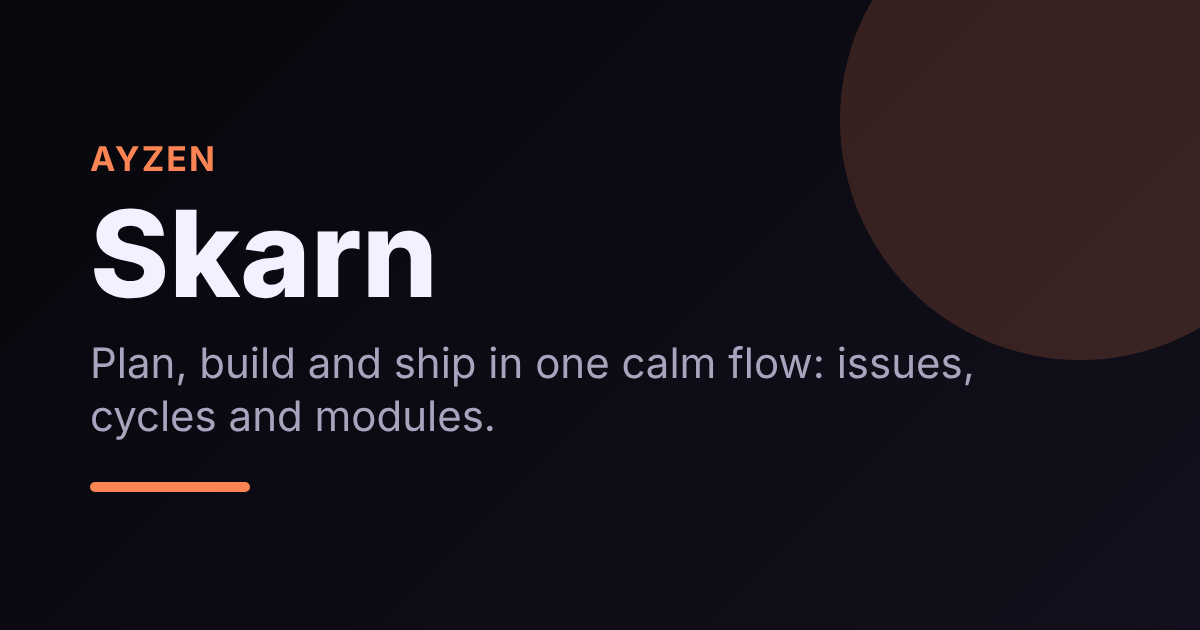 AYZEN
Skarn
Plan, build and ship in one calm flow: issues,
cycles and modules.